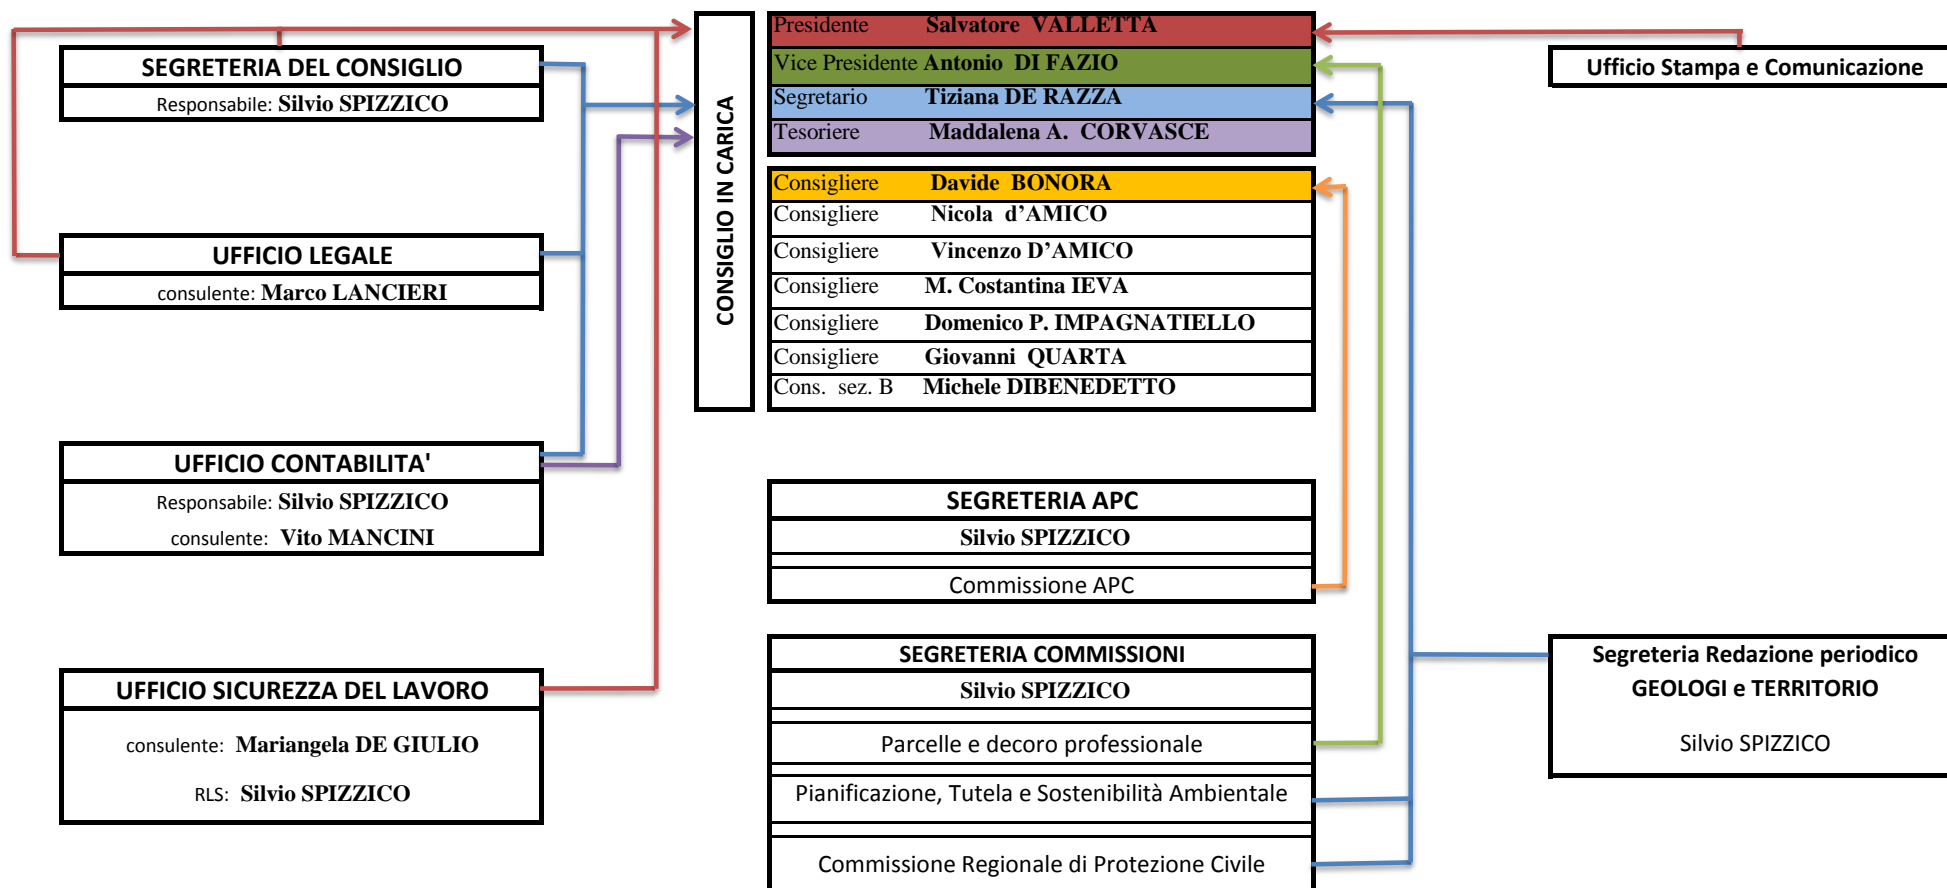 SEGRETERIA DEL CONSIGLIO
Responsabile: Silvio SPIZZICO
UFFICIO LEGALE
consulente: Marco LANCIERI
UFFICIO CONTABILITA'
Responsabile: Silvio SPIZZICO
consulente: Vito MANCINI
UFFICIO SICUREZZA DEL LAVORO
consulente: Mariangela DE GIULIO
RLS: Silvio SPIZZICO
CONSIGLIO IN CARICA
Presidente Salvatore VALLETTA
Vice Presidente Antonio DI FAZIO
Segretario Tiziana DE RAZZA
Tesoriere Maddalena A. CORVASCE
Consigliere Davide BONORA
Consigliere Nicola d'AMICO
Consigliere Vincenzo D'AMICO
Consigliere M. Costantina IEVA
Consigliere Domenico P. IMPAGNATIELLO
Consigliere Giovanni QUARTA
Cons. sez. B Michele DIBENEDETTO
SEGRETERIA APC
Silvio SPIZZICO
Commissione APC
SEGRETERIA COMMISSIONI
Silvio SPIZZICO
Parcelle e decoro professionale
Pianificazione, Tutela e Sostenibilità Ambientale
Commissione Regionale di Protezione Civile
Ufficio Stampa e Comunicazione
Segreteria Redazione periodico
GEOLOGI e TERRITORIO
Silvio SPIZZICO